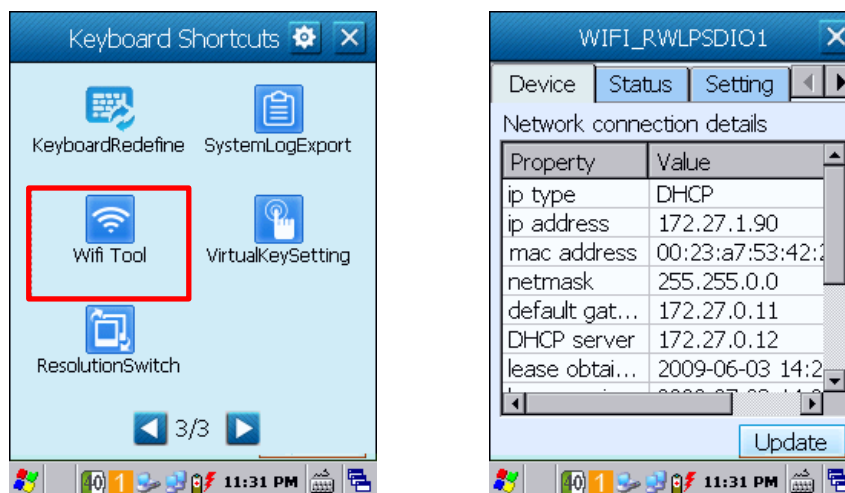 Keyboard Shortcuts
KeyboardRedefine SystemLogExport
Wifi Tool VirtualKeySetting
ResolutionSwitch
3/3
40 1 11:31 PM
WIFI_RWLPSDIO1
Device Status Setting
Network connection details
Property Value
ip type DHCP
ip address 172.27.1.90
mac address 00:23:a7:53:42:
netmask 255.255.0.0
default gat... 172.27.0.11
DHCP server 172.27.0.12
lease obtai... 2009-06-03 14:2
Update
40 1 11:31 PM